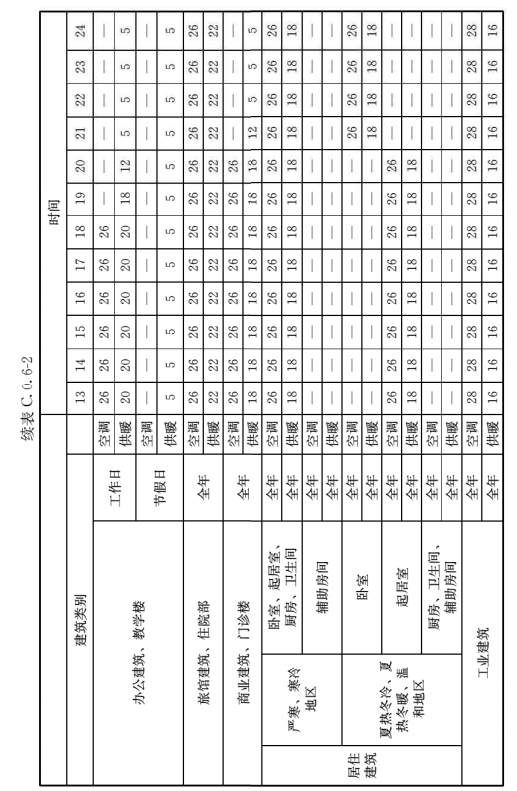 续表 C.0.6-2
建筑类别 时间
13 14 15 16 17 18 19 20 21 22 23 24
办公建筑、教学楼 工作日 空调 26 26 26 26 26 26 — — — — — —
供暖 20 20 20 20 20 20 18 12 5 5 5 5
节假日 空调 — — — — — — — — — — — —
供暖 5 5 5 5 5 5 5 5 5 5 5 5
旅馆建筑、住院部 全年 空调 26 26 26 26 26 26 26 26 26 26 26 26
供暖 22 22 22 22 22 22 22 22 22 22 22 22
商业建筑、门诊楼 全年 空调 26 26 26 26 26 26 26 26 — — — —
供暖 18 18 18 18 18 18 18 18 12 5 5 5
居住
建筑
严寒、寒冷
地区
卧室、起居室、
厨房、卫生间
全年 空调 26 26 26 26 26 26 26 26 26 26 26 26
全年 供暖 18 18 18 18 18 18 18 18 18 18 18 18
辅助房间
全年 空调 — — — — — — — — — — — —
全年 供暖 — — — — — — — — — — — —
夏热冬冷、夏
热冬暖、温
和地区
卧室
全年 空调 — — — — — — — — 26 26 26 26
全年 供暖 — — — — — — — — 18 18 18 18
起居室
全年 空调 26 26 26 26 26 26 26 26 — — — —
全年 供暖 18 18 18 18 18 18 18 18 — — — —
厨房、卫生间、
辅助房间
全年 空调 — — — — — — — — — — — —
全年 供暖 — — — — — — — — — — — —
工业建筑
全年 空调 28 28 28 28 28 28 28 28 28 28 28 28
全年 供暖 16 16 16 16 16 16 16 16 16 16 16 16